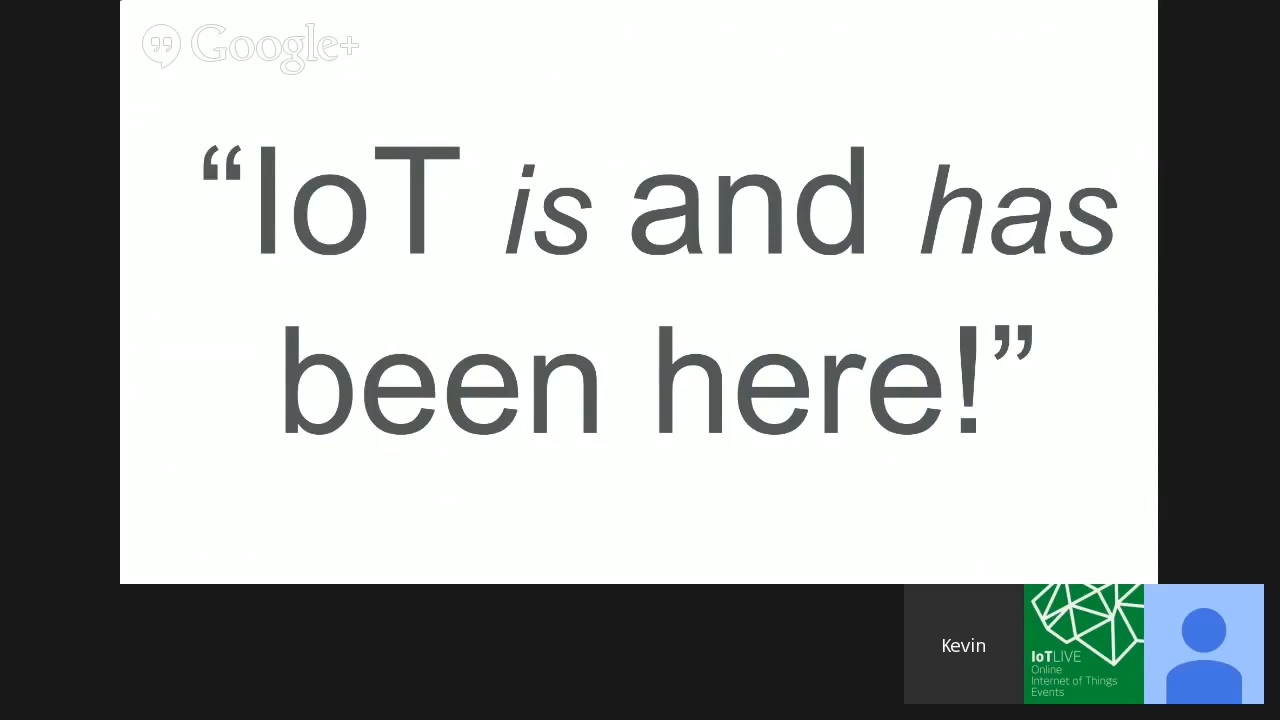 Google+
“IoT is and has
been here!”
Kevin
IoTLIVE
Online
Internet of Things
Events